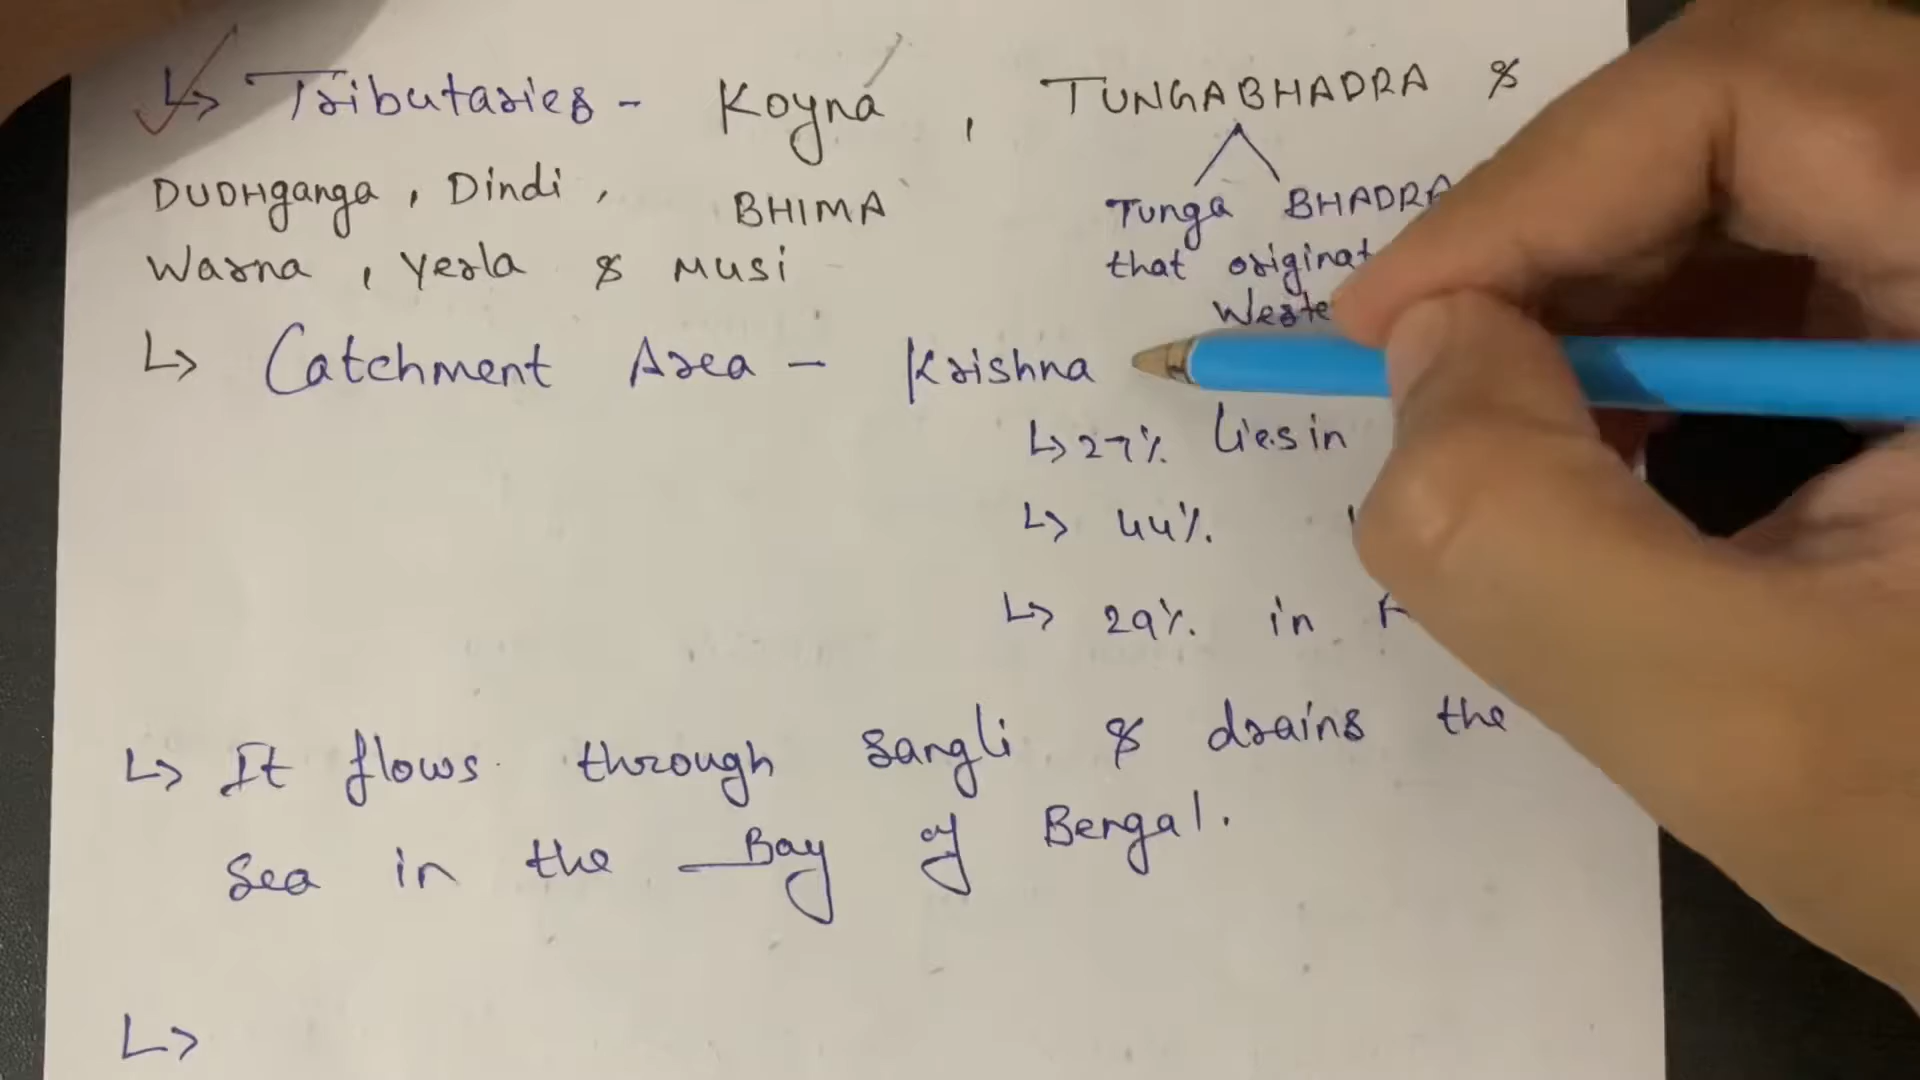 ↳ Tributaries - Koyna , TUNGABHADRA &
DUDHganga , Dindi , BHIMA Tunga BHADRA
Warna , Yerla & Musi that originat
Weste
↳ Catchment Area - Krishna
↳ 27% Lies in
↳ 44%
↳ 29% in
↳ It flows through Sangli & drains the
Sea in the Bay of Bengal.
↳